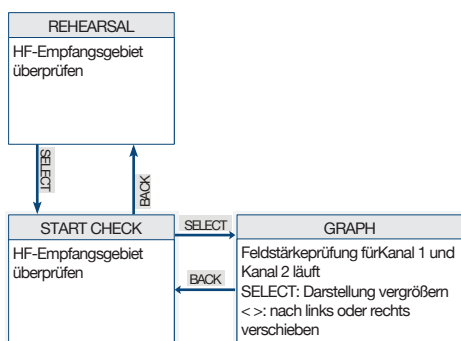 REHEARSAL
HF-Empfangsgebiet
überprüfen
SELECT
BACK
START CHECK
HF-Empfangsgebiet
überprüfen
SELECT
BACK
GRAPH
Feldstärkeprüfung fürKanal 1 und
Kanal 2 läuft
SELECT: Darstellung vergrößern
< >: nach links oder rechts
verschieben